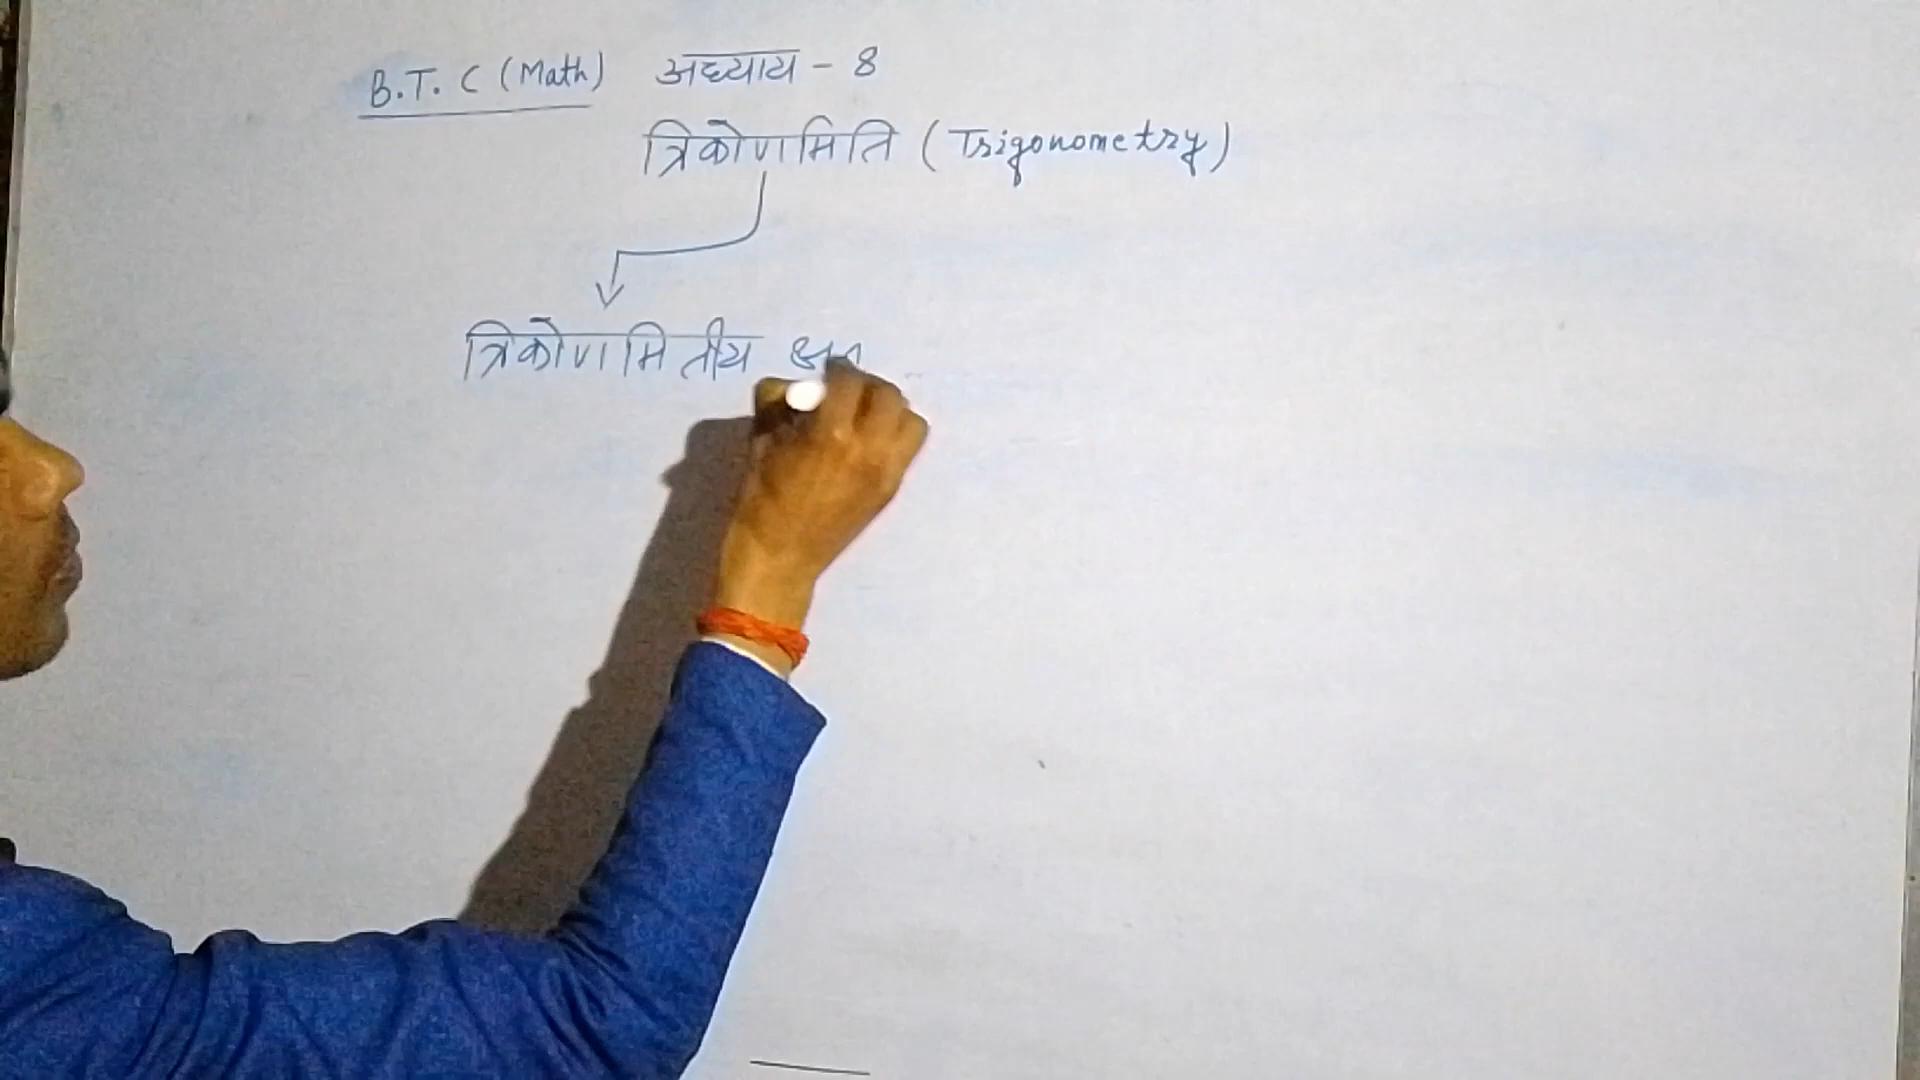 B.T.C (Math) अध्याय - 8
त्रिकोणमिति (Trigonometry)
त्रिकोणमितीय